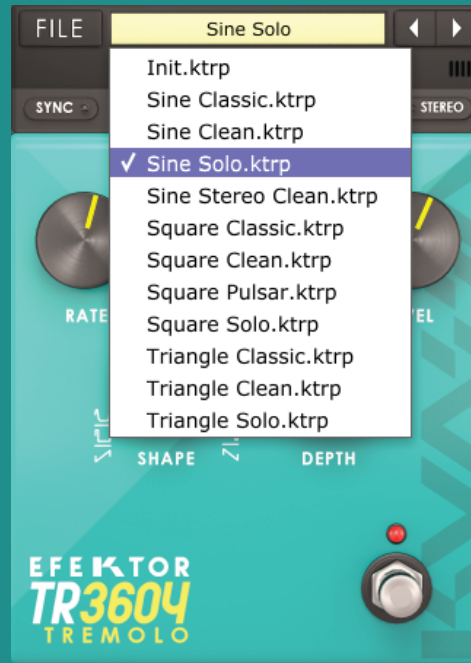 FILE
Sine Solo
Init.ktrp
Sine Classic.ktrp
SYNC
STEREO
Sine Clean.ktrp
Sine Solo.ktrp
Sine Stereo Clean.ktrp
Square Classic.ktrp
Square Clean.ktrp
Square Pulsar.ktrp
RATE
EL
Square Solo.ktrp
Triangle Classic.ktrp
Triangle Clean.ktrp
Triangle Solo.ktrp
SHAPE
DEPTH
EFEKTOR
TR3604
TREMOLO